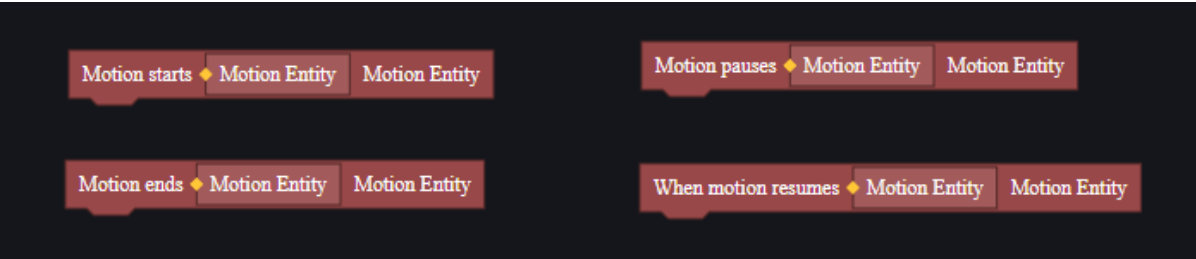 Motion starts Motion Entity Motion Entity
Motion pauses Motion Entity Motion Entity
Motion ends Motion Entity Motion Entity
When motion resumes Motion Entity Motion Entity